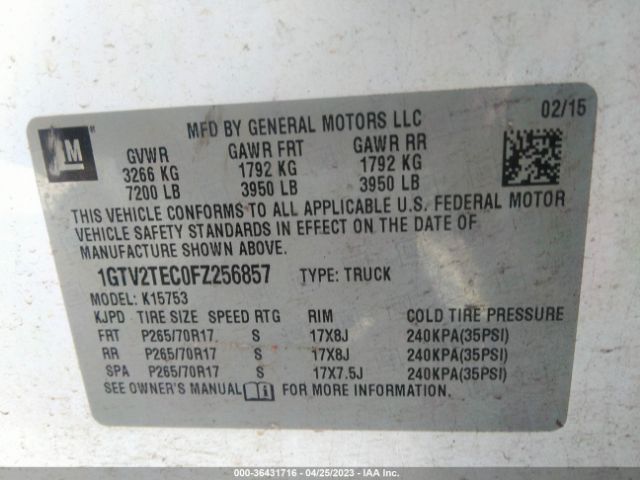 02/15
MFD BY GENERAL MOTORS LLC
GM
GVWR GAWR FRT GAWR RR
3266 KG 1792 KG 1792 KG
7200 LB 3950 LB 3950 LB
THIS VEHICLE CONFORMS TO ALL APPLICABLE U.S. FEDERAL MOTOR
VEHICLE SAFETY STANDARDS IN EFFECT ON THE DATE OF
MANUFACTURE SHOWN ABOVE.
1GTV2TEC0FZ256857 TYPE: TRUCK
MODEL: K15753
KJPD TIRE SIZE SPEED RTG RIM COLD TIRE PRESSURE
FRT P265/70R17 S 17X8J 240KPA(35PSI)
RR P265/70R17 S 17X8J 240KPA(35PSI)
SPA P265/70R17 S 17X7.5J 240KPA(35PSI)
SEE OWNER'S MANUAL FOR MORE INFORMATION.
000-36431716 - 04/25/2023 - IAA Inc.